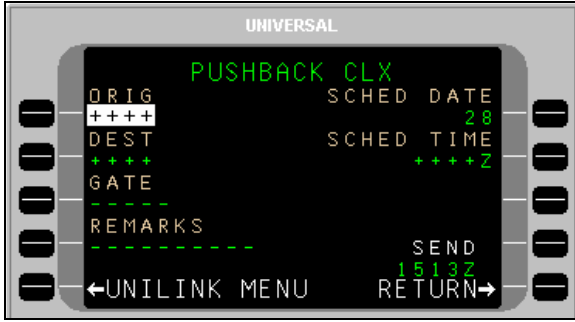 UNIVERSAL
PUSHBACK CLX
ORIG SCHED DATE
++++ 28
DEST SCHED TIME
++++ ++++Z
GATE
-----
REMARKS
---------- SEND
1513Z
←UNILINK MENU RETURN→